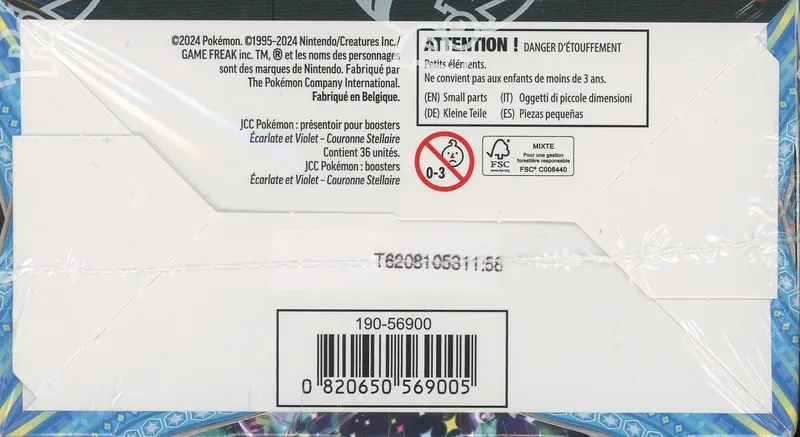 ©2024 Pokémon. ©1995-2024 Nintendo/Creatures Inc./
GAME FREAK inc. TM, ® et les noms des personnages
sont des marques de Nintendo. Fabriqué par
The Pokémon Company International.
Fabriqué en Belgique.
JCC Pokémon : présentoir pour boosters
Écarlate et Violet – Couronne Stellaire
Contient 36 unités.
JCC Pokémon : boosters
Écarlate et Violet – Couronne Stellaire
ATTENTION ! DANGER D'ÉTOUFFEMENT
Petits éléments.
Ne convient pas aux enfants de moins de 3 ans.
(EN) Small parts (IT) Oggetti di piccole dimensioni
(DE) Kleine Teile (ES) Piezas pequeñas
0-3
FSC
www.fsc.org
MIXTE
Pour une gestion
forestière responsable
FSC® C008440
T6208105311:58
190-56900
0 820650 569005